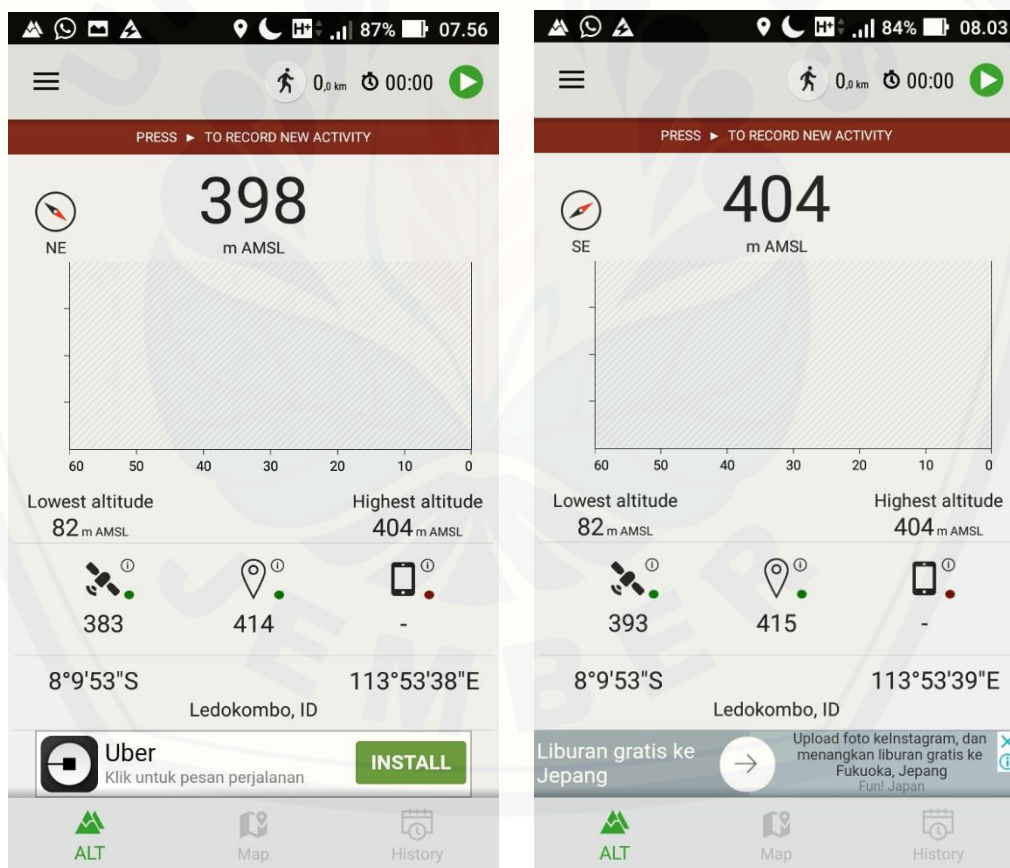 87% 07.56
0,0 km 00:00
PRESS ► TO RECORD NEW ACTIVITY
398
NE
m AMSL
60 50 40 30 20 10 0
Lowest altitude Highest altitude
82 m AMSL 404 m AMSL
383 414 -
8°9'53"S 113°53'38"E
Ledokombo, ID
Uber
Klik untuk pesan perjalanan
INSTALL
ALT Map History
H+ 84% 08.03
0,0 km 00:00
PRESS ► TO RECORD NEW ACTIVITY
404
SE
m AMSL
60 50 40 30 20 10 0
Lowest altitude Highest altitude
82 m AMSL 404 m AMSL
393 415 -
8°9'53"S 113°53'39"E
Ledokombo, ID
Liburan gratis ke
Jepang
Upload foto keInstagram, dan
menangkan liburan gratis ke
Fukuoka, Jepang
Fun! Japan
ALT Map History
JEMBER